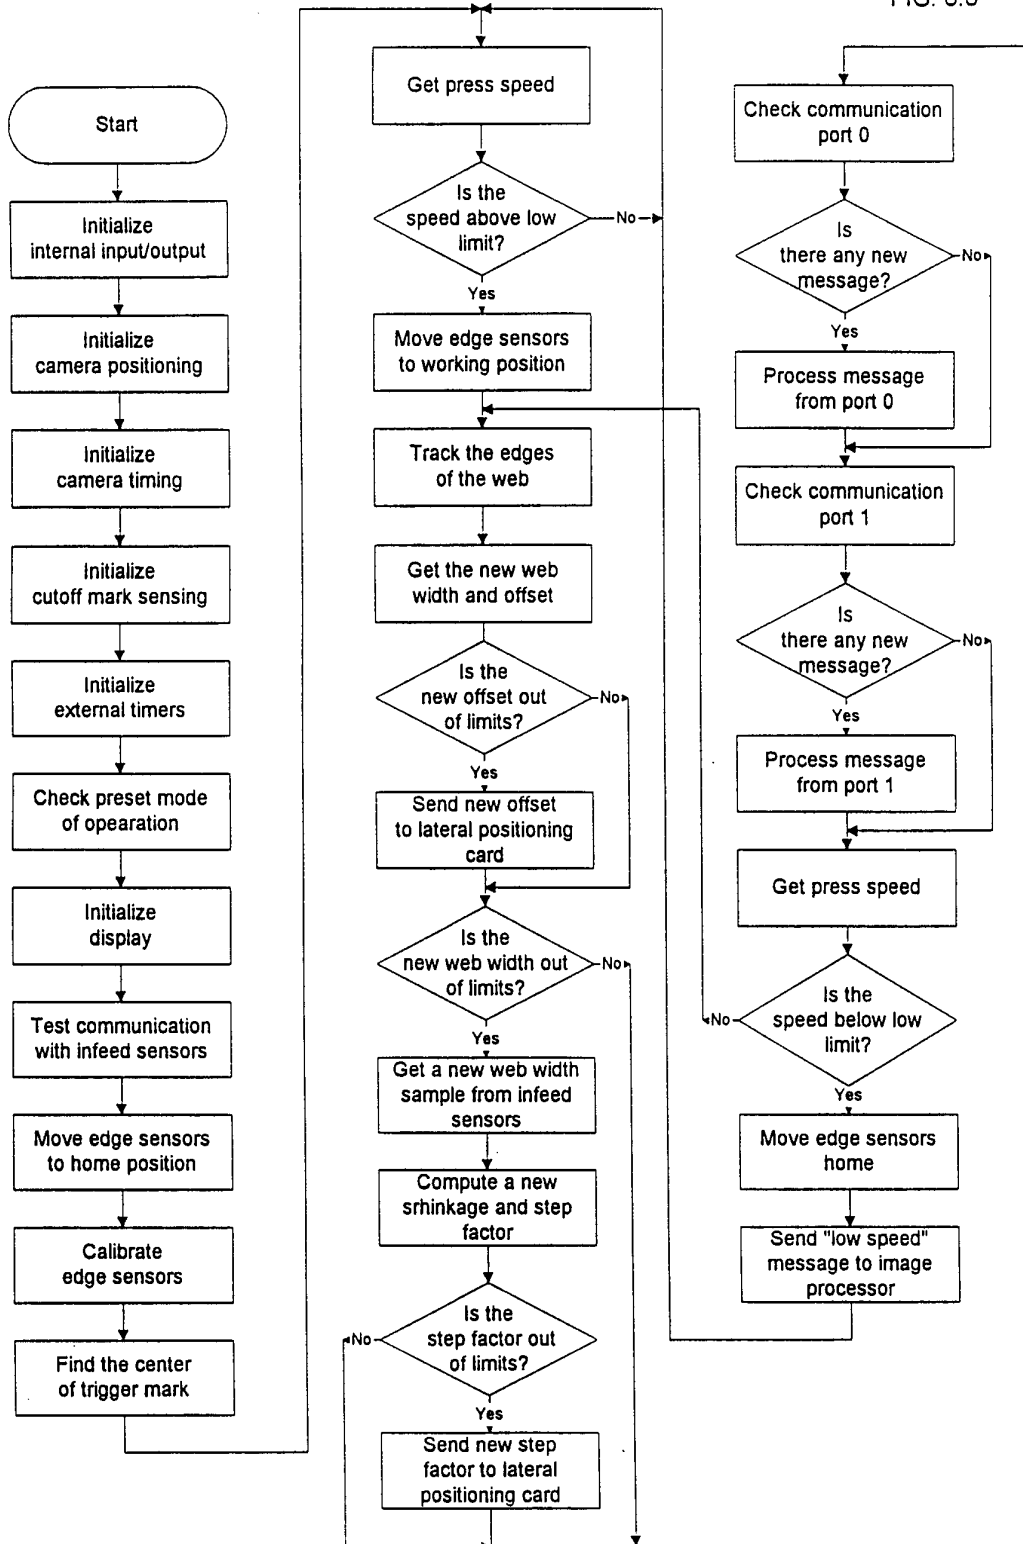 Start
Initialize
internal input/output
Initialize
camera positioning
Initialize
camera timing
Initialize
cutoff mark sensing
Initialize
external timers
Check preset mode
of opearation
Initialize
display
Test communication
with infeed sensors
Move edge sensors
to home position
Calibrate
edge sensors
Find the center
of trigger mark
Get press speed
Is the
speed above low
limit?
No
Yes
Move edge sensors
to working position
Track the edges
of the web
Get the new web
width and offset
Is the
new offset out
of limits?
No
Yes
Send new offset
to lateral positioning
card
Is the
new web width out
of limits?
No
Yes
Get a new web width
sample from infeed
sensors
Compute a new
srhinkage and step
factor
Is the
step factor out
of limits?
No
Yes
Send new step
factor to lateral
positioning card
Check communication
port 0
Is
there any new
message?
No
Yes
Process message
from port 0
Check communication
port 1
Is
there any new
message?
No
Yes
Process message
from port 1
Get press speed
Is the
speed below low
limit?
No
Yes
Move edge sensors
home
Send "low speed"
message to image
processor